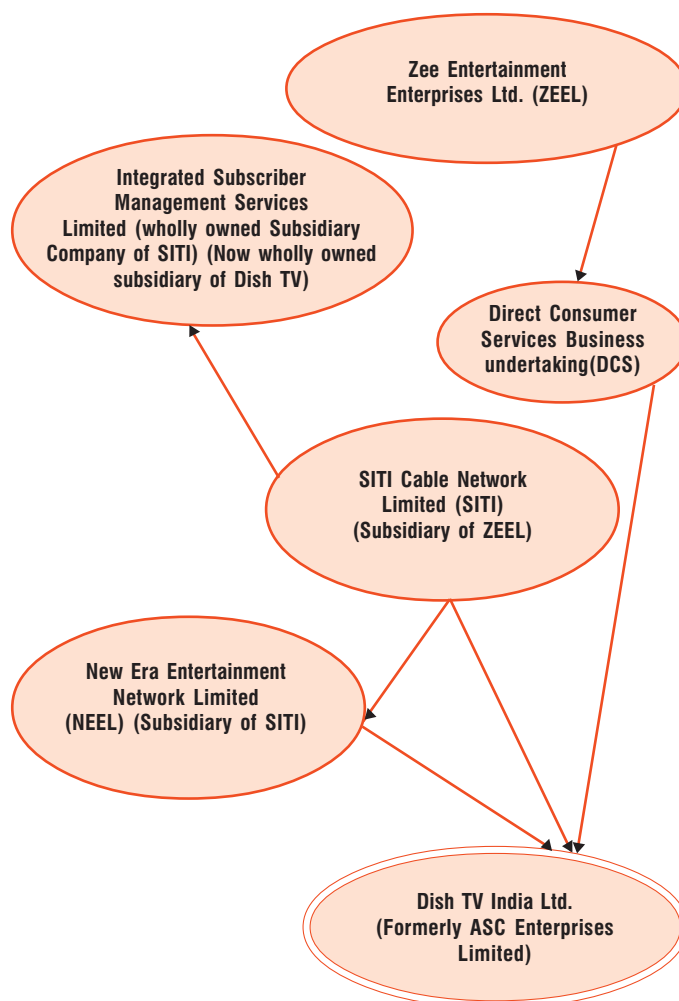 Zee Entertainment
Enterprises Ltd. (ZEEL)
Integrated Subscriber
Management Services
Limited (wholly owned Subsidiary
Company of SITI) (Now wholly owned
subsidiary of Dish TV)
Direct Consumer
Services Business
undertaking(DCS)
SITI Cable Network
Limited (SITI)
(Subsidiary of ZEEL)
New Era Entertainment
Network Limited
(NEEL) (Subsidiary of SITI)
Dish TV India Ltd.
(Formerly ASC Enterprises
Limited)